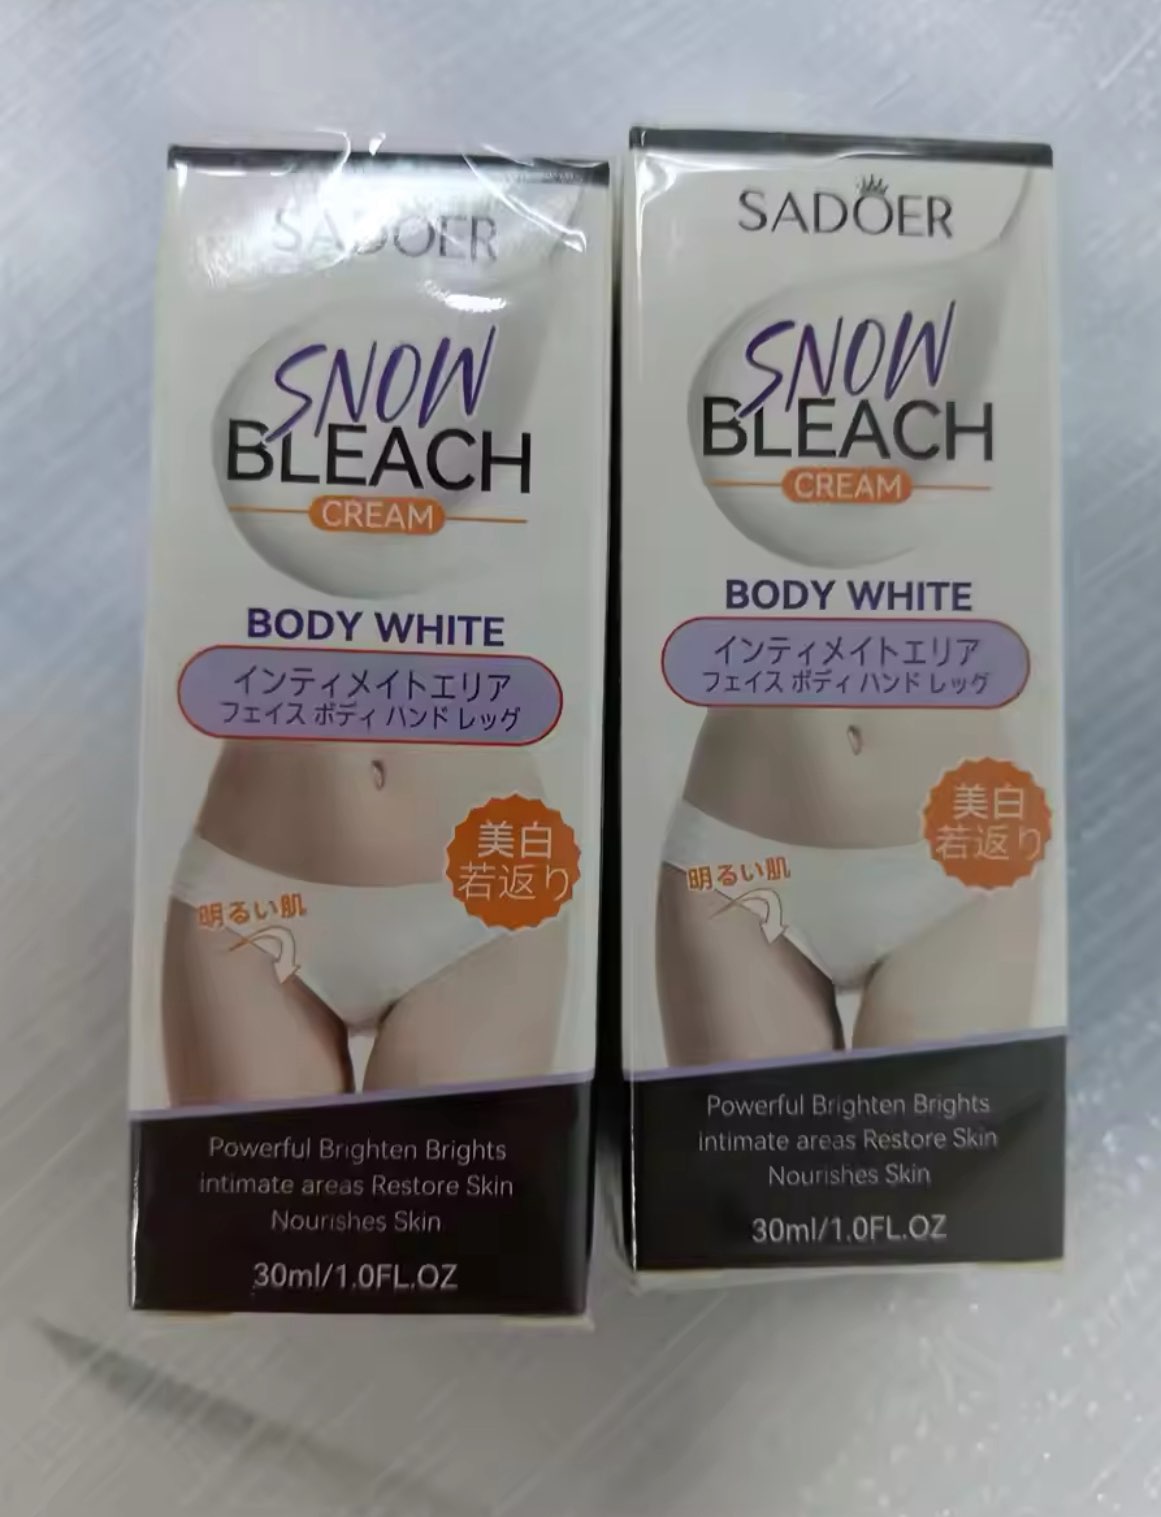 SADOER
SNOW
BLEACH
CREAM
BODY WHITE
インティメイトエリア
フェイス ボディ ハンド レッグ
美白
若返り
明るい肌
Powerful Brighten Brights
intimate areas Restore Skin
Nourishes Skin
30ml/1.0FL.OZ
SADOER
SNOW
BLEACH
CREAM
BODY WHITE
インティメイトエリア
フェイス ボディ ハンド レッグ
美白
若返り
明るい肌
Powerful Brighten Brights
intimate areas Restore Skin
Nourishes Skin
30ml/1.0FL.OZ